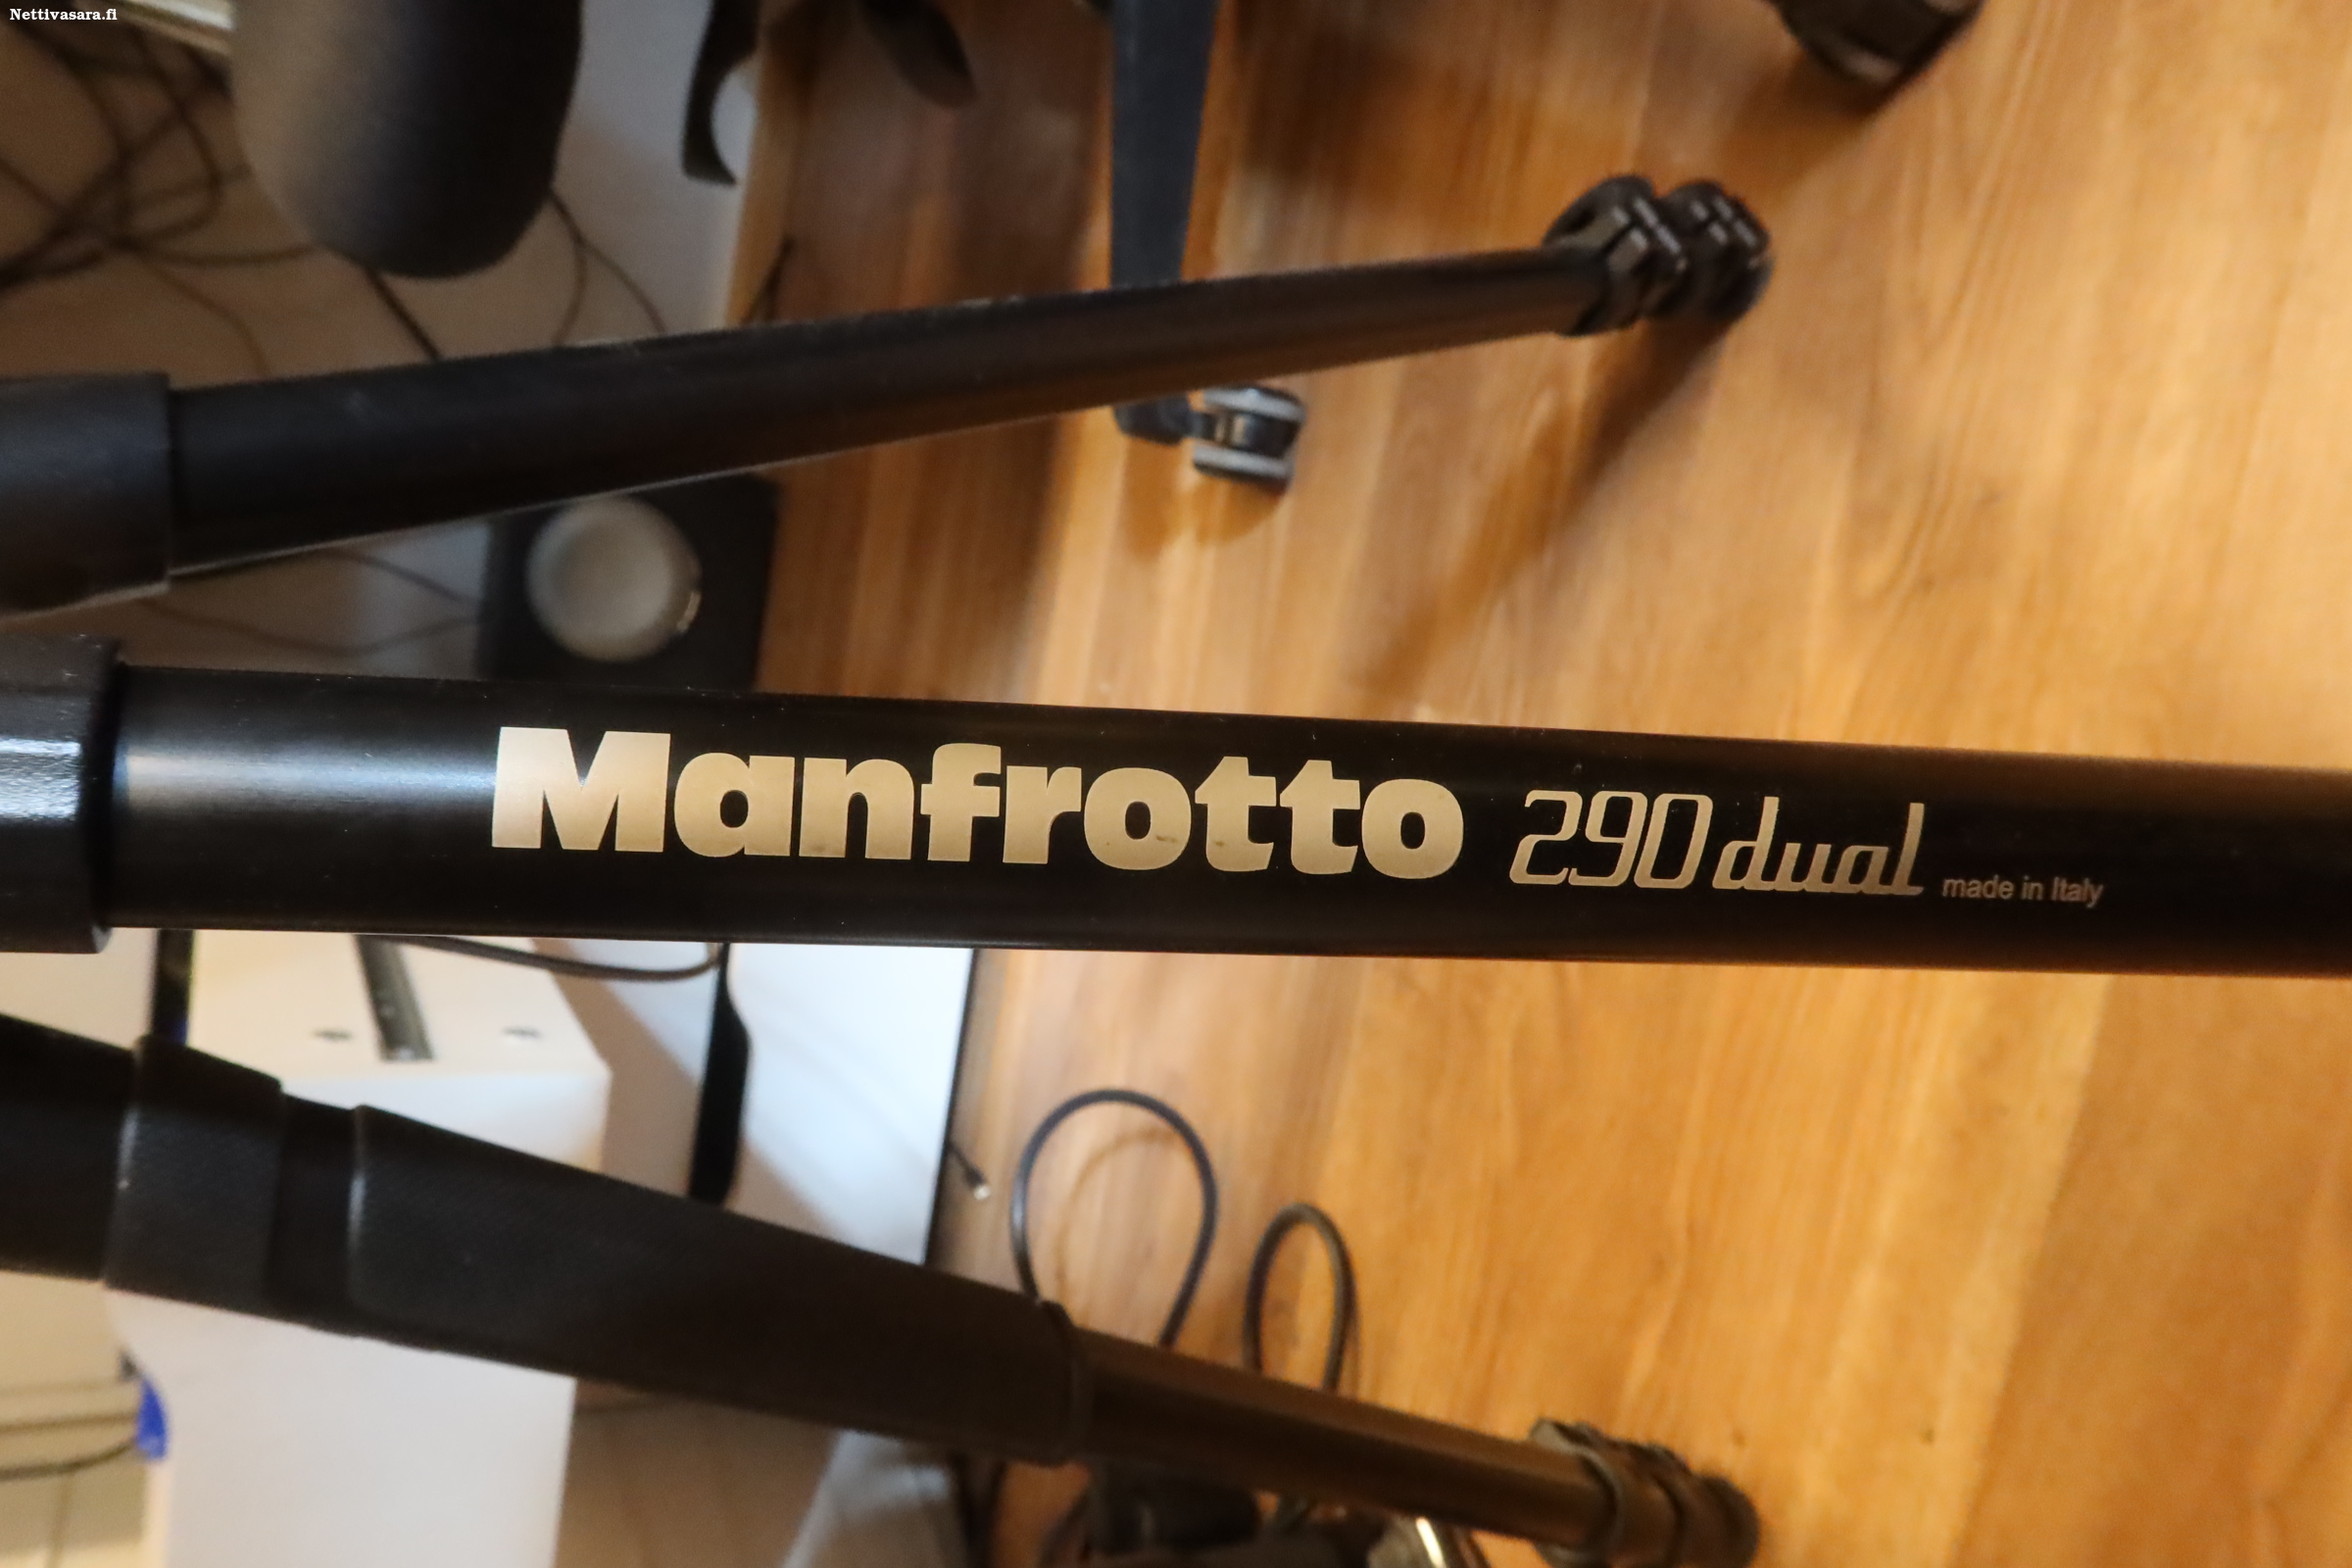 Nettivasara.fi
Manfrotto 290 dual made in Italy